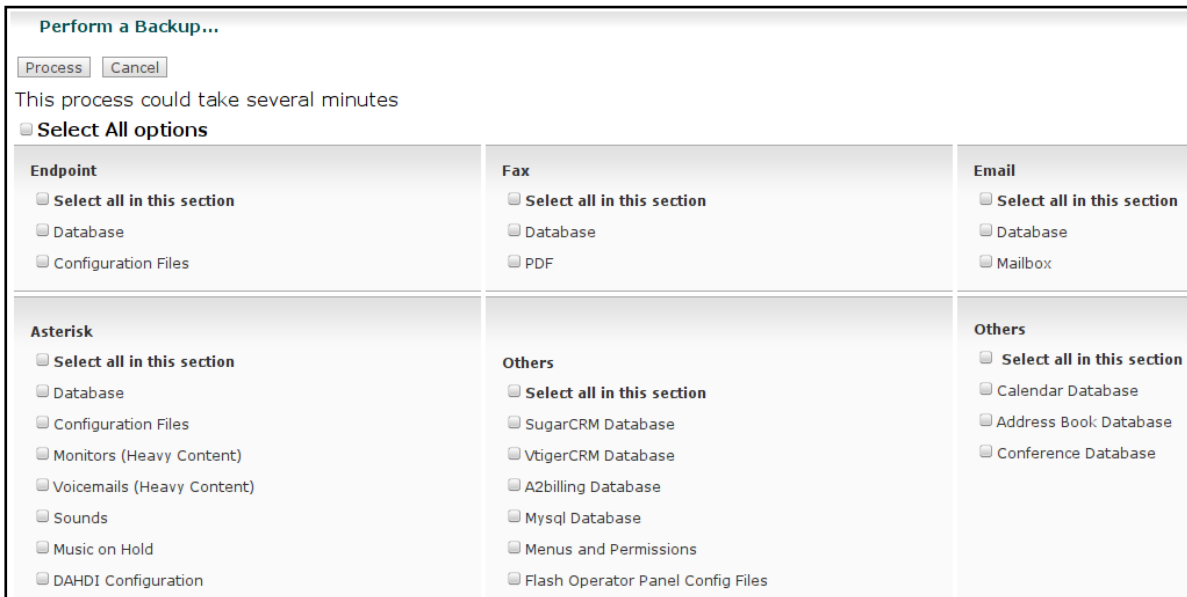 Perform a Backup...
Process Cancel
This process could take several minutes
Select All options
Endpoint
Select all in this section
Database
Configuration Files
Fax
Select all in this section
Database
PDF
Email
Select all in this section
Database
Mailbox
Asterisk
Select all in this section
Database
Configuration Files
Monitors (Heavy Content)
Voicemails (Heavy Content)
Sounds
Music on Hold
DAHDI Configuration
Others
Select all in this section
SugarCRM Database
VtigerCRM Database
A2billing Database
Mysql Database
Menus and Permissions
Flash Operator Panel Config Files
Others
Select all in this section
Calendar Database
Address Book Database
Conference Database